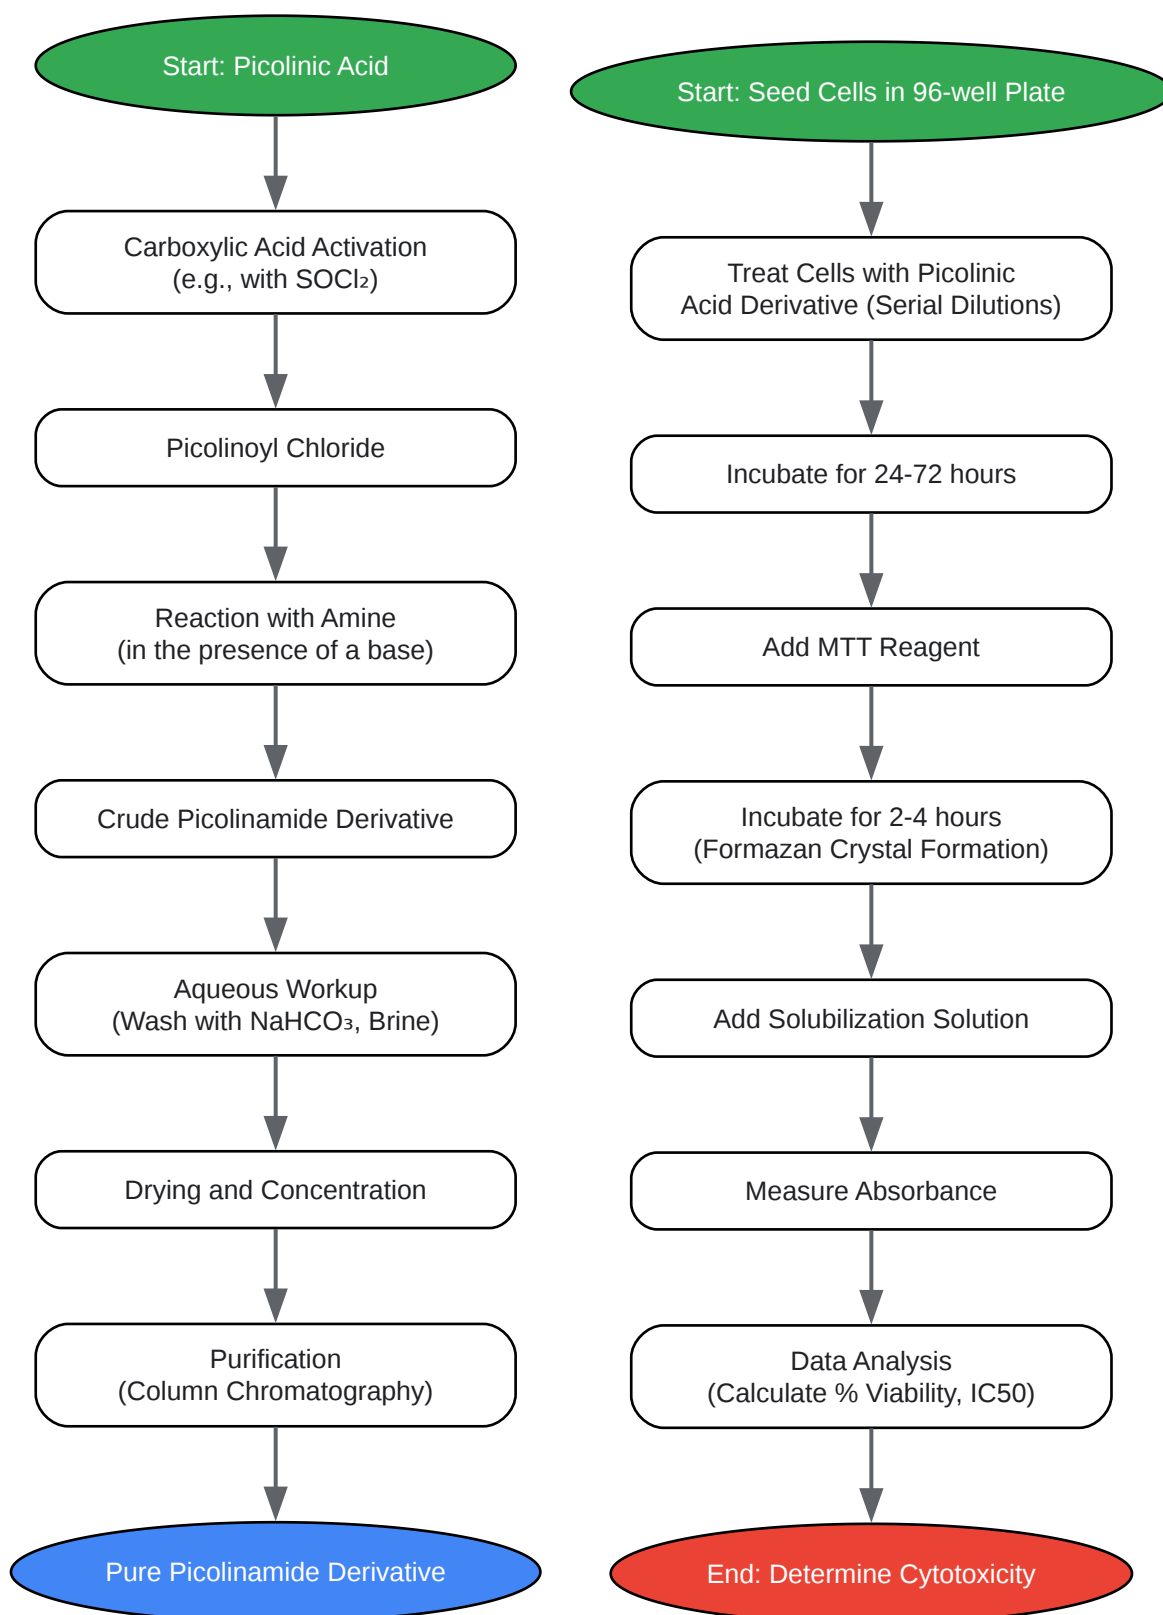 Start: Picolinic Acid
Carboxylic Acid Activation
(e.g., with SOCl₂)
Picolinoyl Chloride
Reaction with Amine
(in the presence of a base)
Crude Picolinamide Derivative
Aqueous Workup
(Wash with NaHCO₃, Brine)
Drying and Concentration
Purification
(Column Chromatography)
Pure Picolinamide Derivative
Start: Seed Cells in 96-well Plate
Treat Cells with Picolinic
Acid Derivative (Serial Dilutions)
Incubate for 24-72 hours
Add MTT Reagent
Incubate for 2-4 hours
(Formazan Crystal Formation)
Add Solubilization Solution
Measure Absorbance
Data Analysis
(Calculate % Viability, IC50)
End: Determine Cytotoxicity